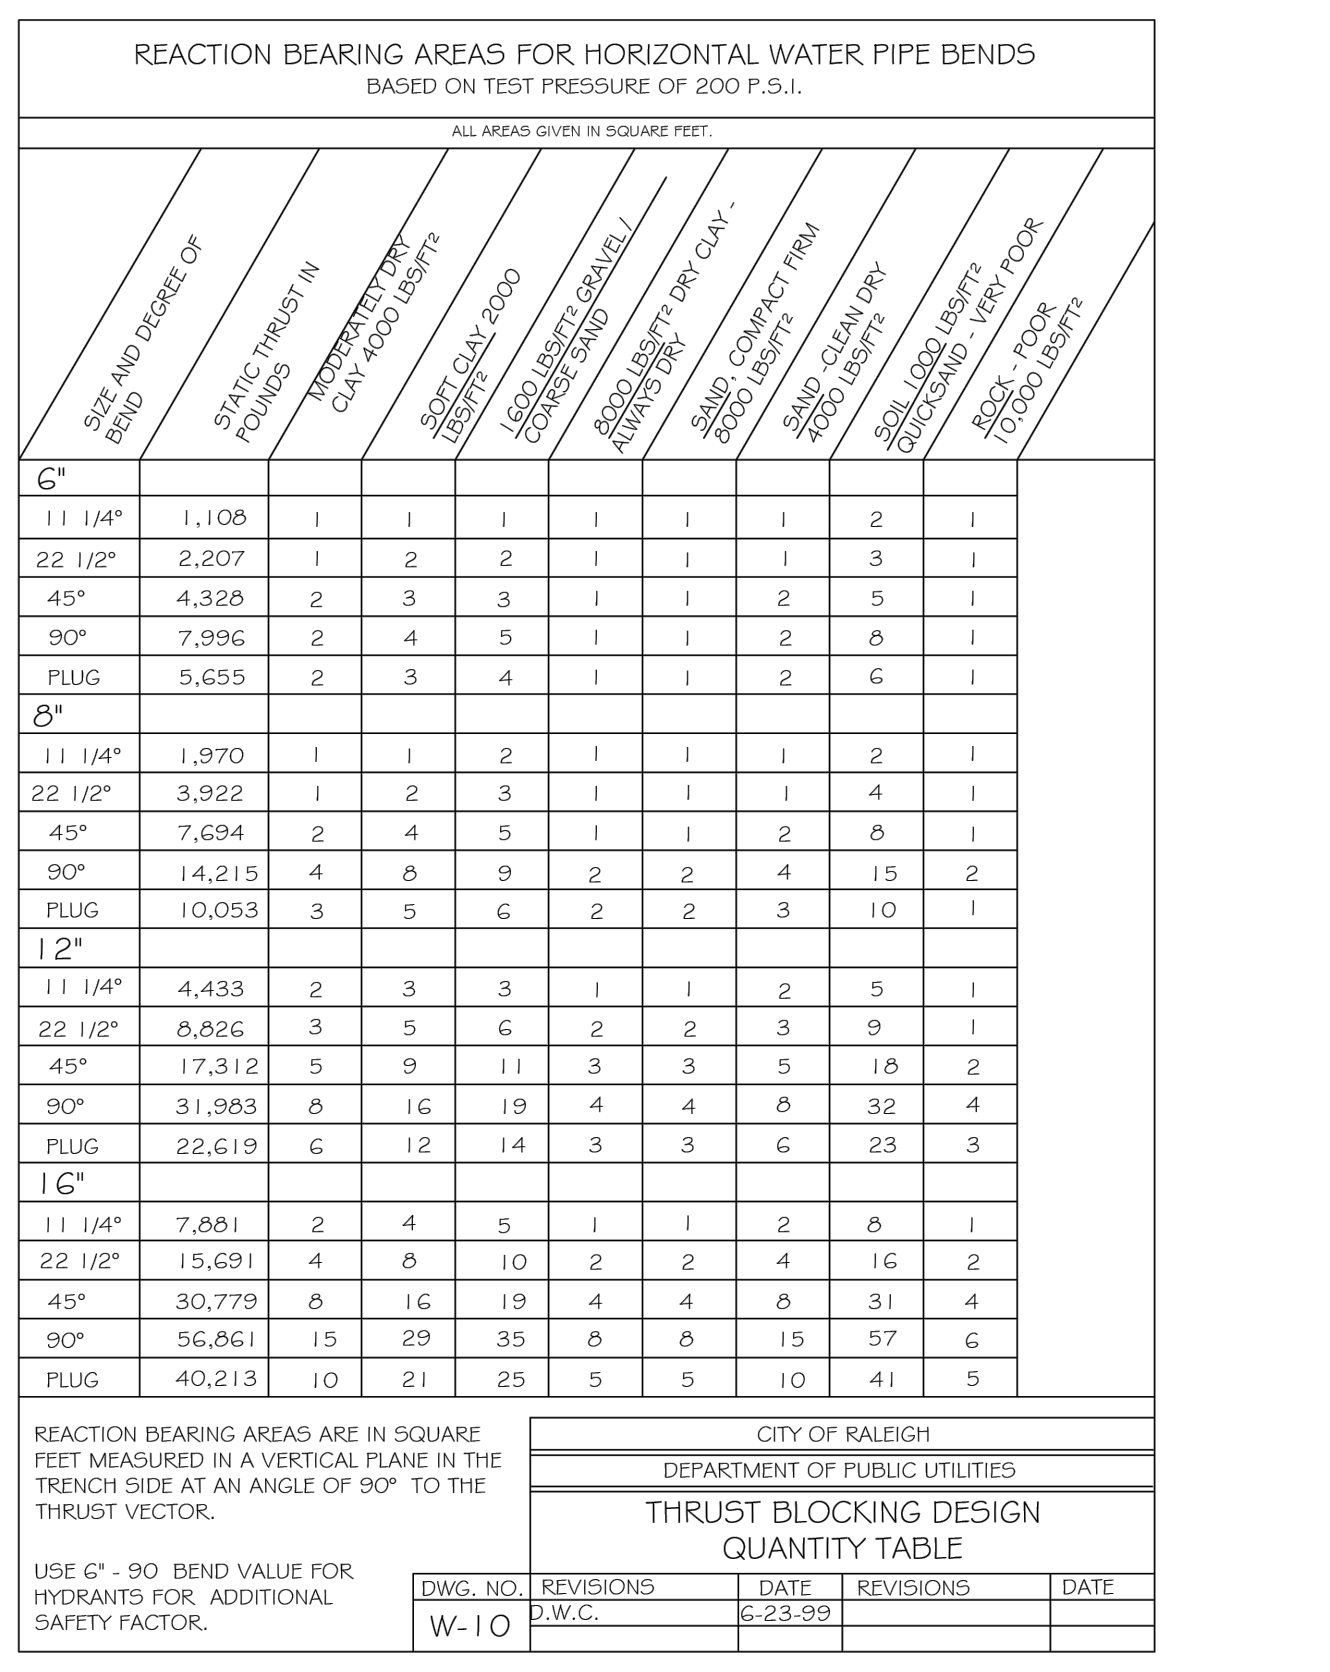 REACTION BEARING AREAS FOR HORIZONTAL WATER PIPE BENDS
BASED ON TEST PRESSURE OF 200 P.S.I.
ALL AREAS GIVEN IN SQUARE FEET.
SIZE AND DEGREE OF
BEND
STATIC THRUST IN
POUNDS
MODERATELY DRY
CLAY 4000 LBS/FT²
SOFT CLAY 2000
LBS/FT²
1600 LBS/FT² GRAVEL /
COARSE SAND
8000 LBS/FT² DRY CLAY -
ALWAYS DRY
SAND, COMPACT FIRM
8000 LBS/FT²
SAND -CLEAN DRY
4000 LBS/FT²
SOIL 1000 LBS/FT²
QUICKSAND - VERY POOR
ROCK - POOR
10,000 LBS/FT²
6"
11 1/4° 1,108 1 1 1 1 1 1 2 1
22 1/2° 2,207 1 2 2 1 1 1 3 1
45° 4,328 2 3 3 1 1 2 5 1
90° 7,996 2 4 5 1 1 2 8 1
PLUG 5,655 2 3 4 1 1 2 6 1
8"
11 1/4° 1,970 1 1 2 1 1 1 2 1
22 1/2° 3,922 1 2 3 1 1 1 4 1
45° 7,694 2 4 5 1 1 2 8 1
90° 14,215 4 8 9 2 2 4 15 2
PLUG 10,053 3 5 6 2 2 3 10 1
12"
11 1/4° 4,433 2 3 3 1 1 2 5 1
22 1/2° 8,826 3 5 6 2 2 3 9 1
45° 17,312 5 9 11 3 3 5 18 2
90° 31,983 8 16 19 4 4 8 32 4
PLUG 22,619 6 12 14 3 3 6 23 3
16"
11 1/4° 7,881 2 4 5 1 1 2 8 1
22 1/2° 15,691 4 8 10 2 2 4 16 2
45° 30,779 8 16 19 4 4 8 31 4
90° 56,861 15 29 35 8 8 15 57 6
PLUG 40,213 10 21 25 5 5 10 41 5
REACTION BEARING AREAS ARE IN SQUARE
FEET MEASURED IN A VERTICAL PLANE IN THE
TRENCH SIDE AT AN ANGLE OF 90° TO THE
THRUST VECTOR.
USE 6" - 90 BEND VALUE FOR
HYDRANTS FOR ADDITIONAL
SAFETY FACTOR.
CITY OF RALEIGH
DEPARTMENT OF PUBLIC UTILITIES
THRUST BLOCKING DESIGN
QUANTITY TABLE
DWG. NO. REVISIONS DATE REVISIONS DATE
W-10 D.W.C. 6-23-99